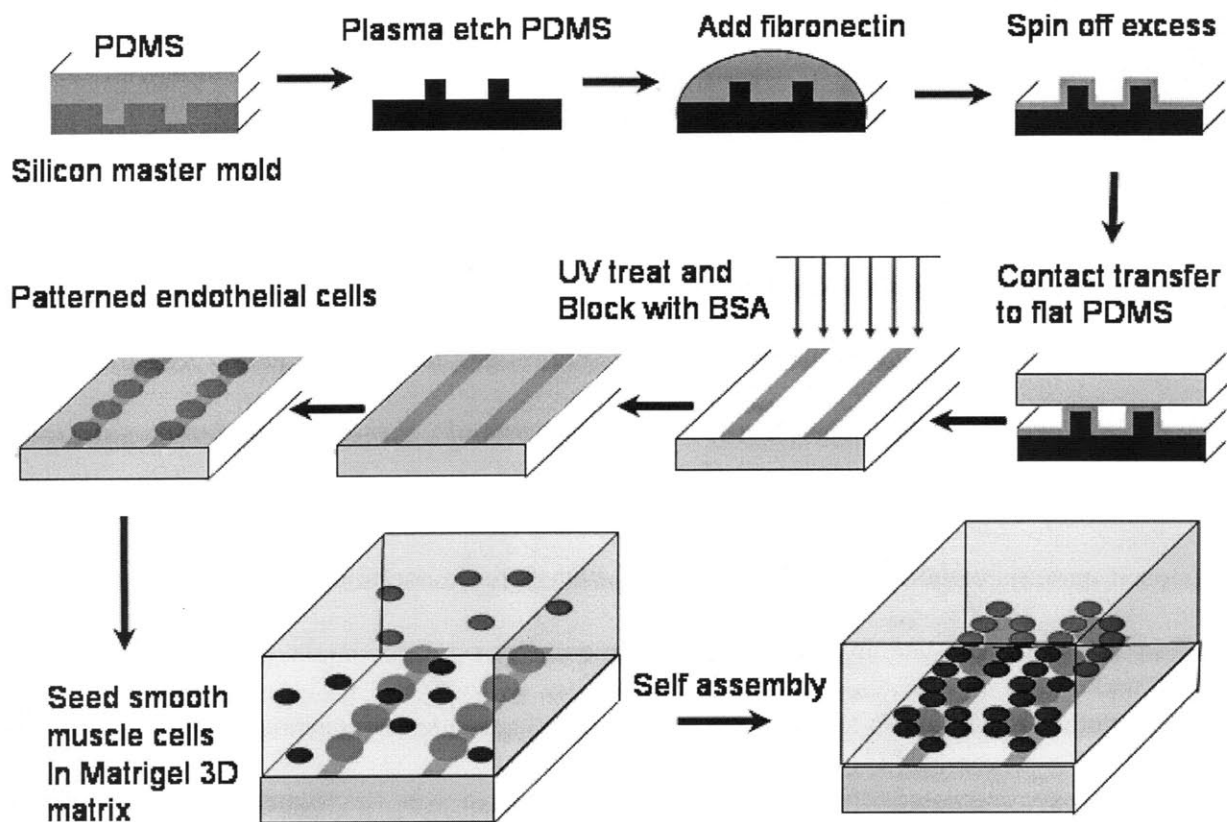 PDMS
Plasma etch PDMS
Add fibronectin
Spin off excess
Silicon master mold
Contact transfer
to flat PDMS
UV treat and
Block with BSA
Patterned endothelial cells
Seed smooth
muscle cells
In Matrigel 3D
matrix
Self assembly